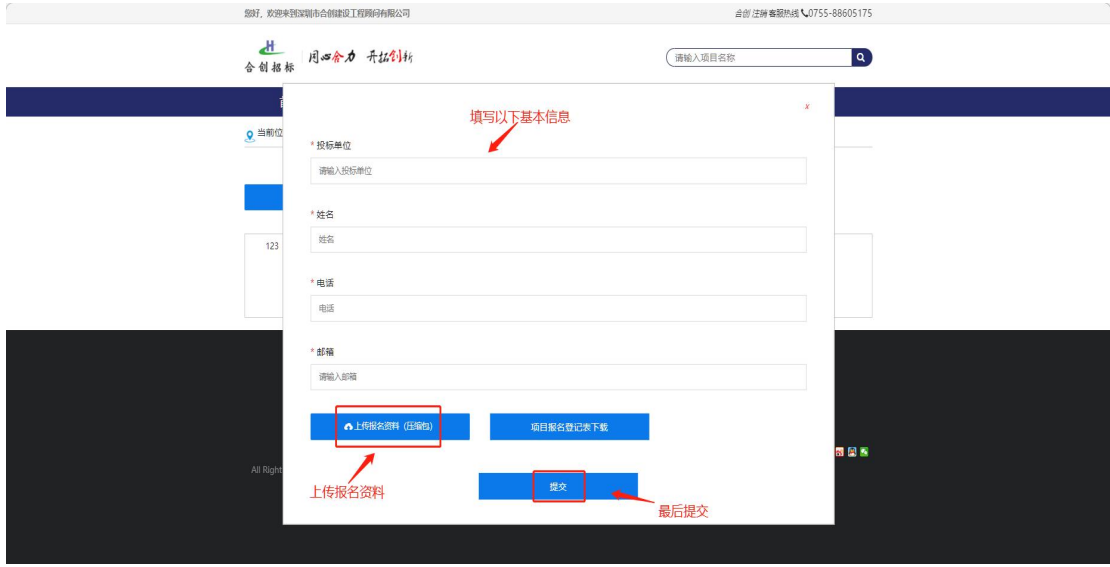 您好，欢迎来到深圳市合创建设工程顾问有限公司
合创 注销 客服热线 0755-88605175
合创招标
用心合力 开拓创新
请输入项目名称
x
填写以下基本信息
当前位
* 投标单位
请输入投标单位
* 姓名
姓名
123
* 电话
电话
* 邮箱
请输入邮箱
上传报名资料（压缩包）
项目报名登记表下载
All Right
上传报名资料
提交
最后提交